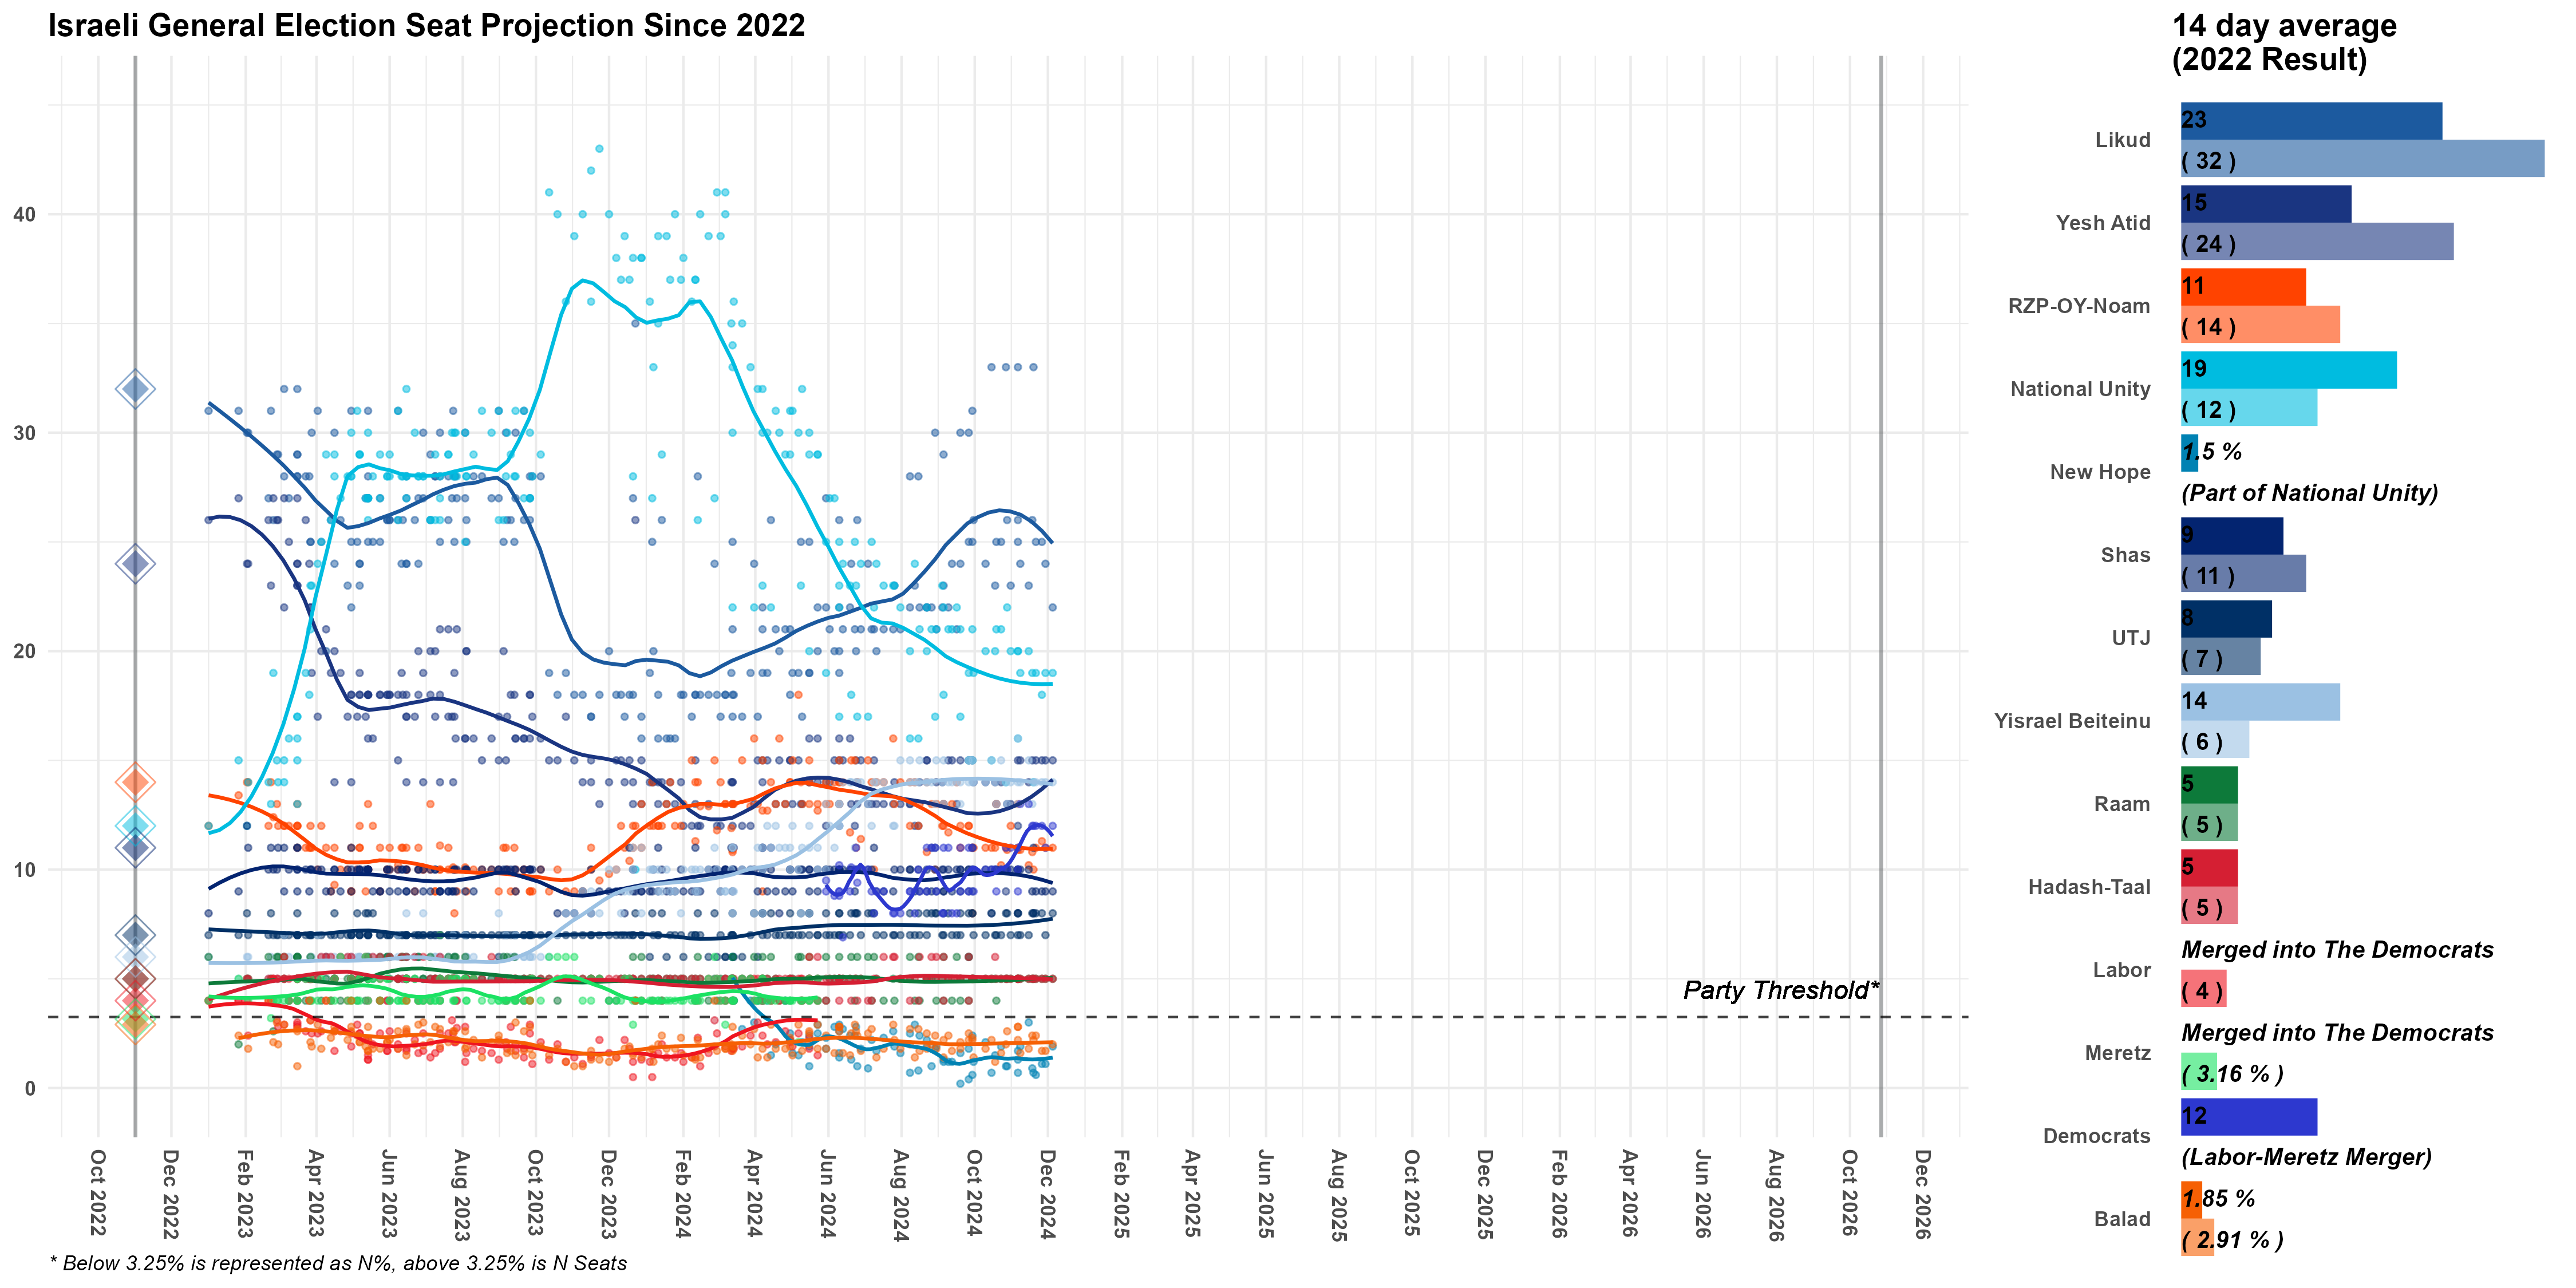 Israeli General Election Seat Projection Since 2022
14 day average
(2022 Result)
40
30
20
10
0
Party Threshold*
Oct 2022
Dec 2022
Feb 2023
Apr 2023
Jun 2023
Aug 2023
Oct 2023
Dec 2023
Feb 2024
Apr 2024
Jun 2024
Aug 2024
Oct 2024
Dec 2024
Feb 2025
Apr 2025
Jun 2025
Aug 2025
Oct 2025
Dec 2025
Feb 2026
Apr 2026
Jun 2026
Aug 2026
Oct 2026
Dec 2026
* Below 3.25% is represented as N%, above 3.25% is N Seats
Likud
23
( 32 )
Yesh Atid
15
( 24 )
RZP-OY-Noam
11
( 14 )
National Unity
19
( 12 )
New Hope
1.5 %
(Part of National Unity)
Shas
9
( 11 )
UTJ
8
( 7 )
Yisrael Beiteinu
14
( 6 )
Raam
5
( 5 )
Hadash-Taal
5
( 5 )
Labor
Merged into The Democrats
( 4 )
Meretz
Merged into The Democrats
( 3.16 % )
Democrats
12
(Labor-Meretz Merger)
Balad
1.85 %
( 2.91 % )